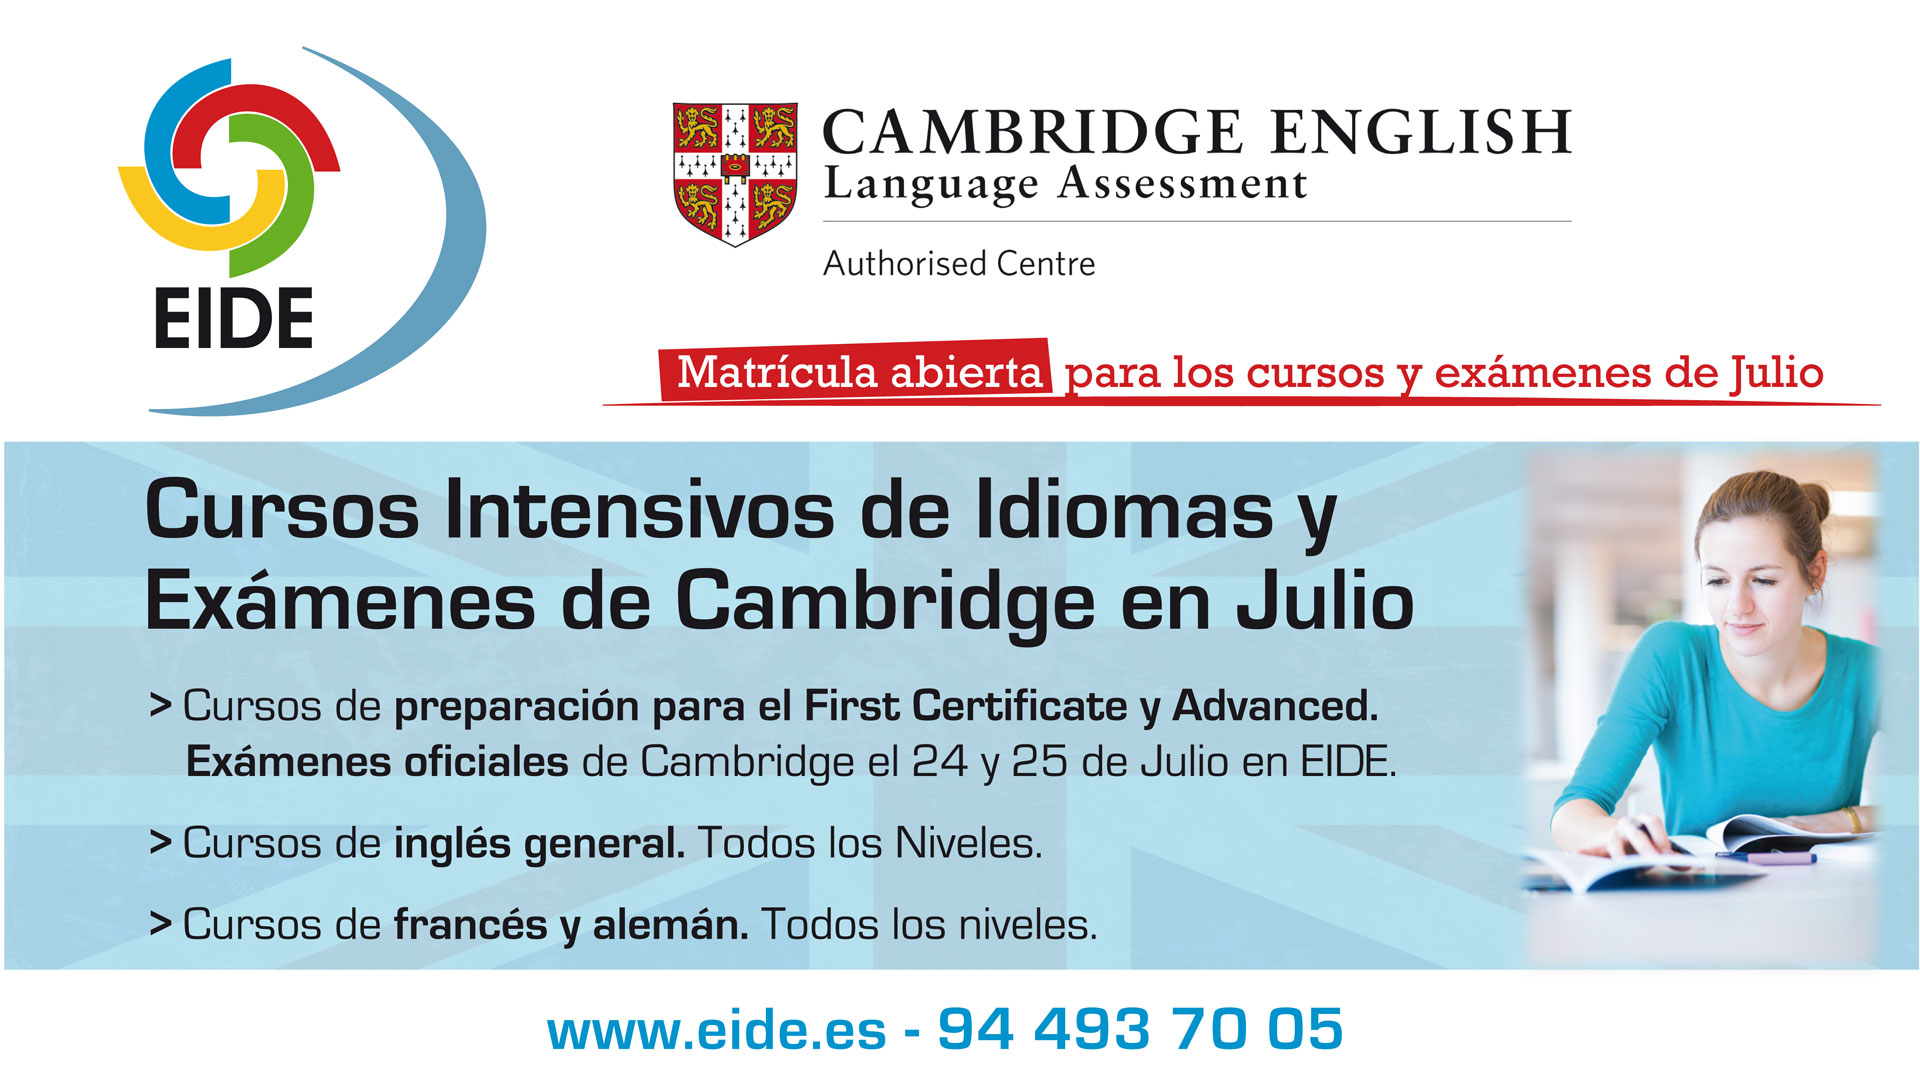 EIDE
CAMBRIDGE ENGLISH
Language Assessment
Authorised Centre
Matrícula abierta para los cursos y exámenes de Julio
Cursos Intensivos de Idiomas y
Exámenes de Cambridge en Julio
> Cursos de preparación para el First Certificate y Advanced.
Exámenes oficiales de Cambridge el 24 y 25 de Julio en EIDE.
> Cursos de inglés general. Todos los Niveles.
> Cursos de francés y alemán. Todos los niveles.
www.eide.es - 94 493 70 05